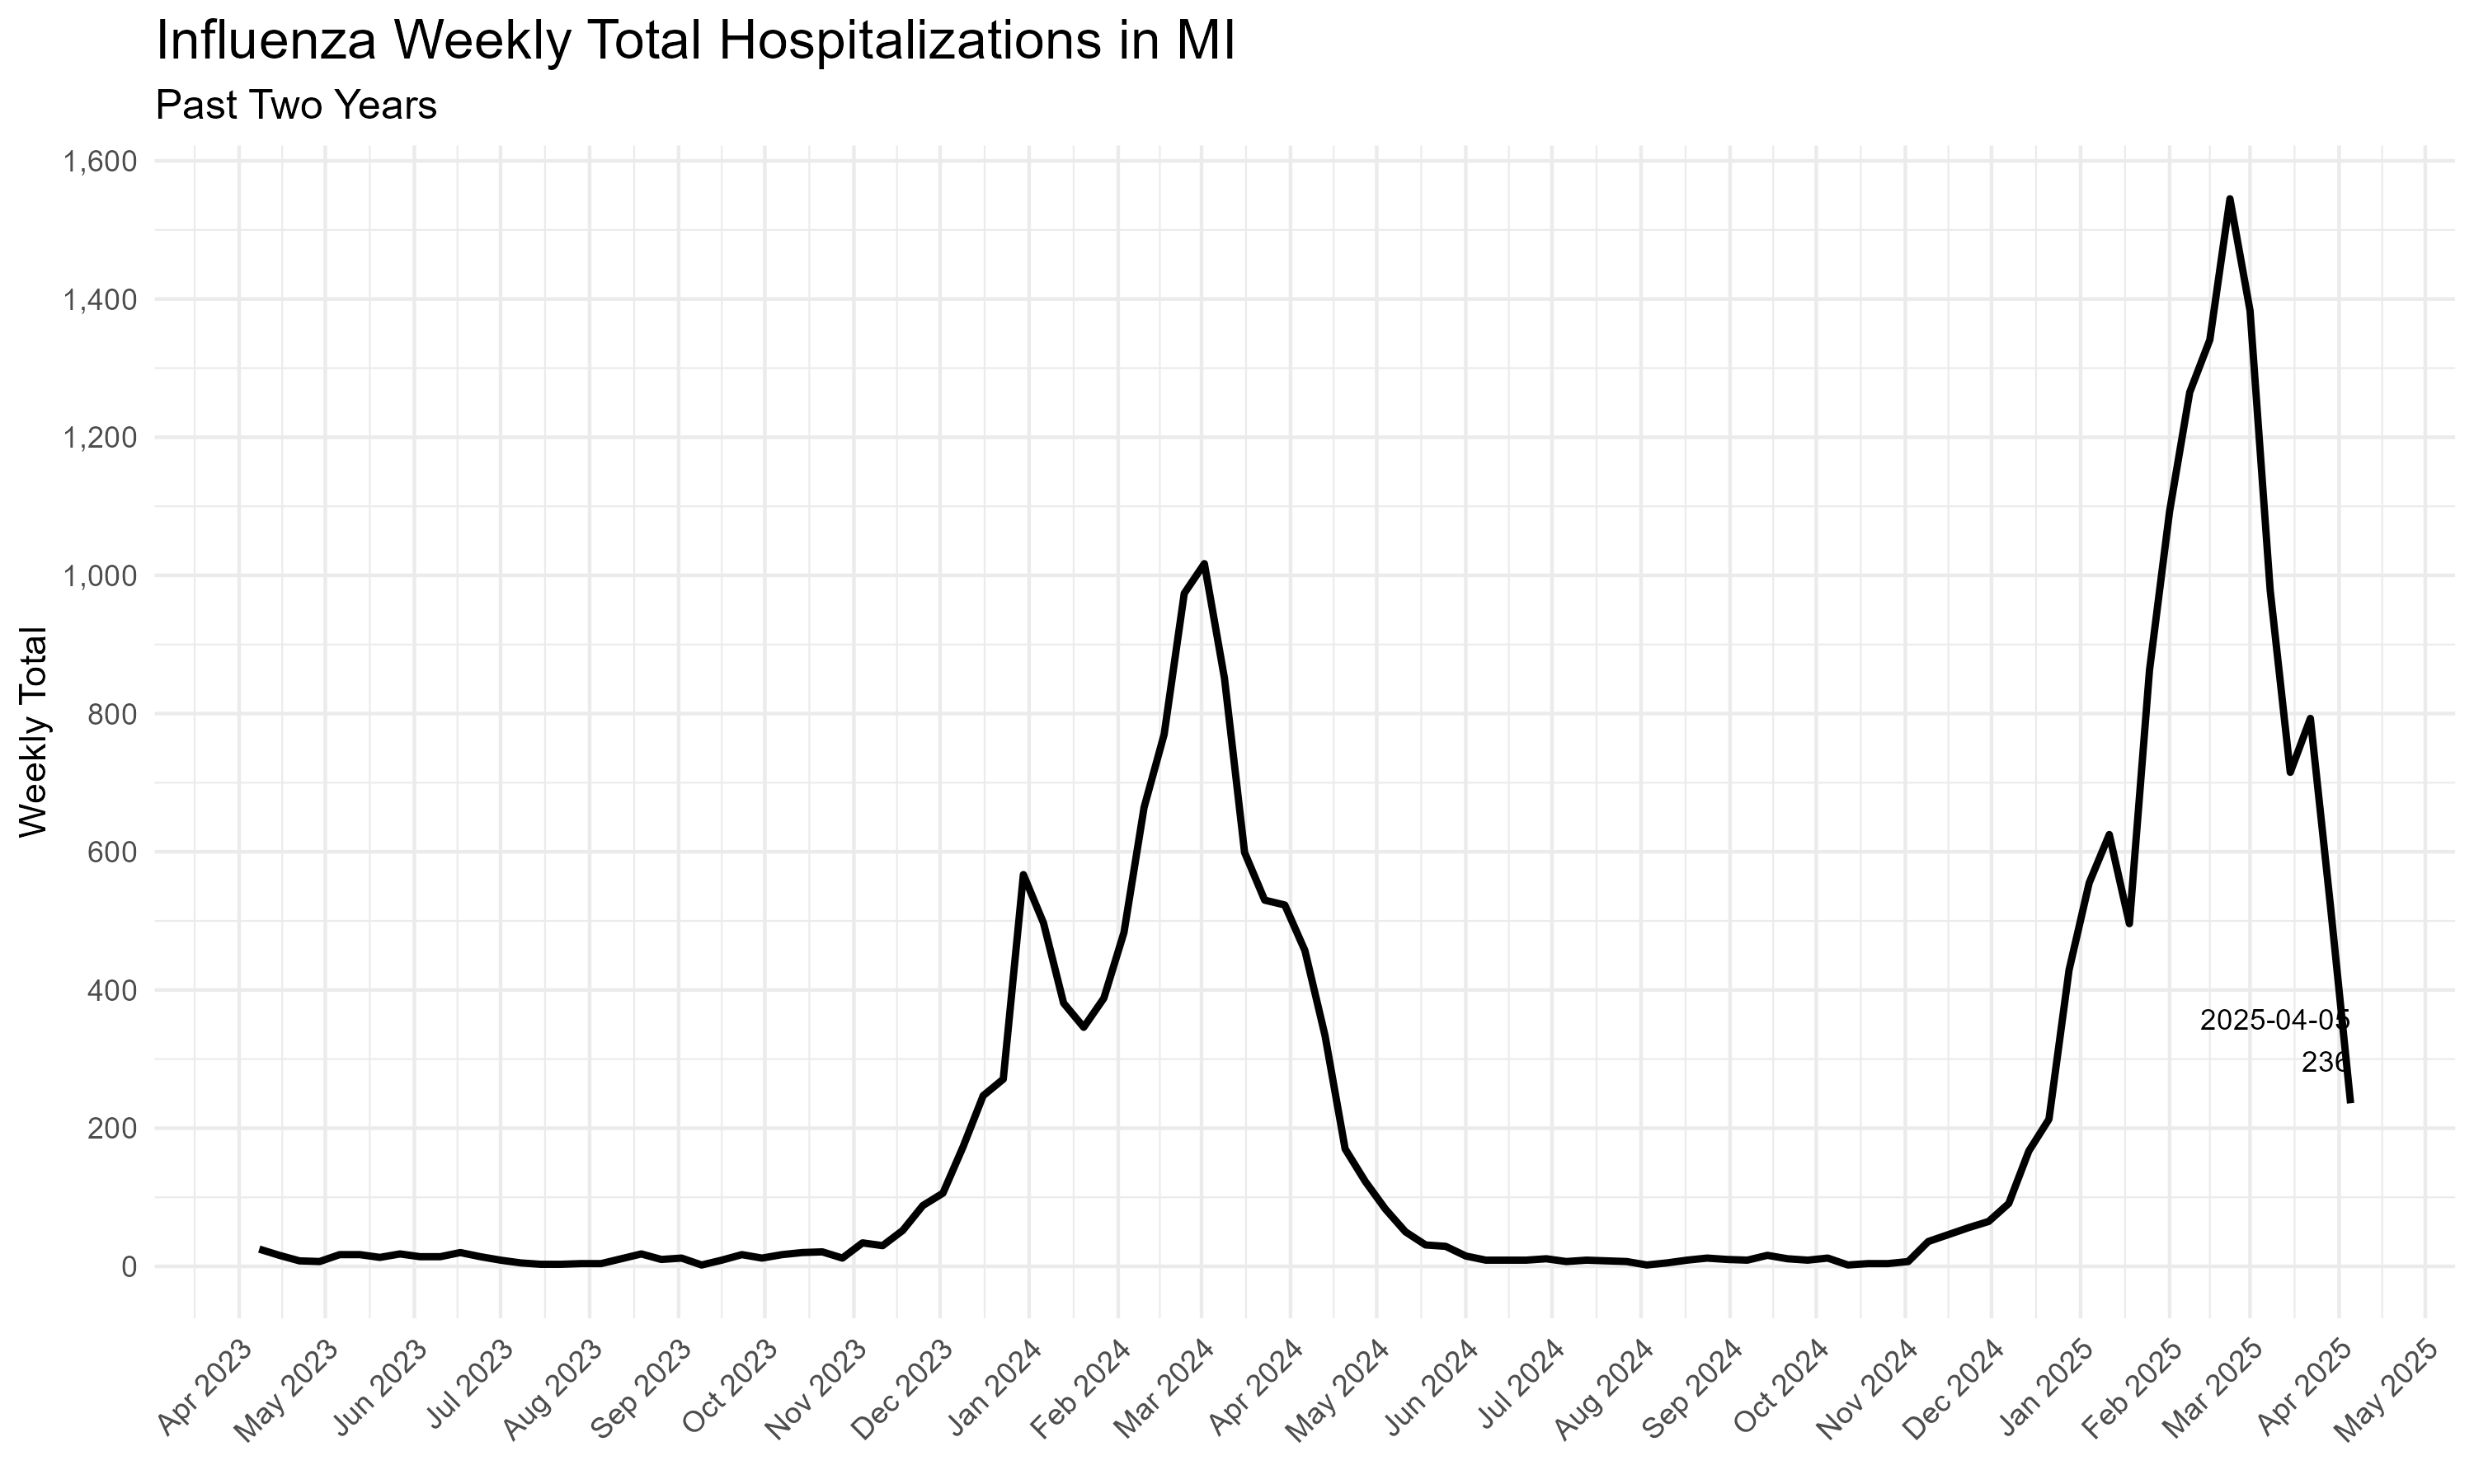 Influenza Weekly Total Hospitalizations in MI
Past Two Years
Weekly Total
1,600
1,400
1,200
1,000
800
600
400
200
0
2025-04-05
236
Apr 2023
May 2023
Jun 2023
Jul 2023
Aug 2023
Sep 2023
Oct 2023
Nov 2023
Dec 2023
Jan 2024
Feb 2024
Mar 2024
Apr 2024
May 2024
Jun 2024
Jul 2024
Aug 2024
Sep 2024
Oct 2024
Nov 2024
Dec 2024
Jan 2025
Feb 2025
Mar 2025
Apr 2025
May 2025